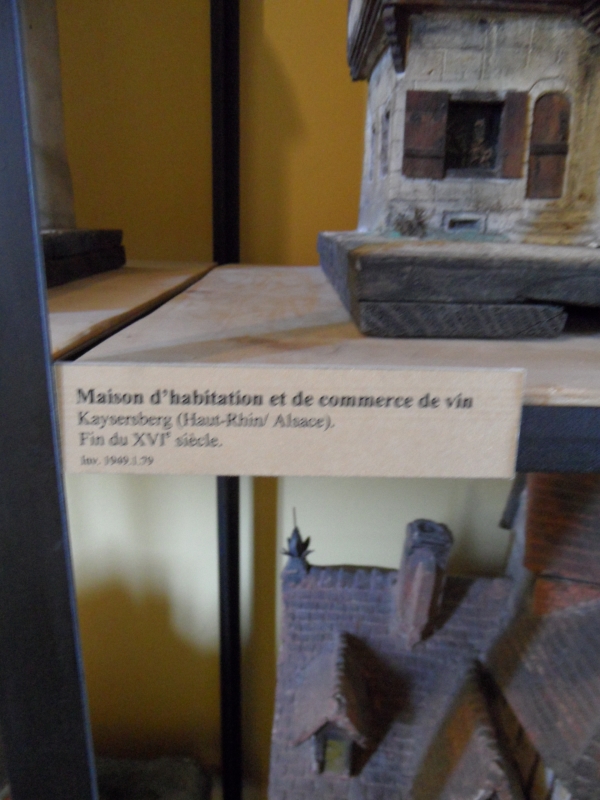 Maison d'habitation et de commerce de vin
Kaysersberg (Haut-Rhin/ Alsace).
Fin du XVIe siècle.
Inv. 1949.1.79